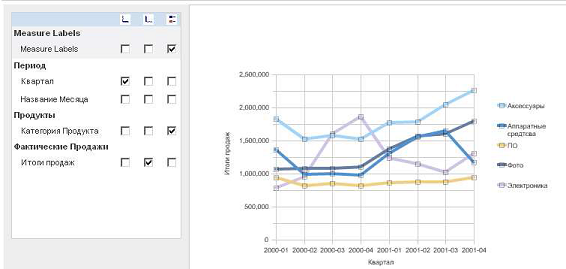 Measure Labels
Measure Labels
Период
Квартал
Название Месяца
Продукты
Категория Продукта
Фактические Продажи
Итоги продаж
2,500,000
2,000,000
1,500,000
1,000,000
500,000
0
Итоги продаж
2000-01 2000-02 2000-03 2000-04 2001-01 2001-02 2001-03 2001-04
Квартал
Аксессуары
Аппаратные
средтсва
ПО
Фото
Электроника